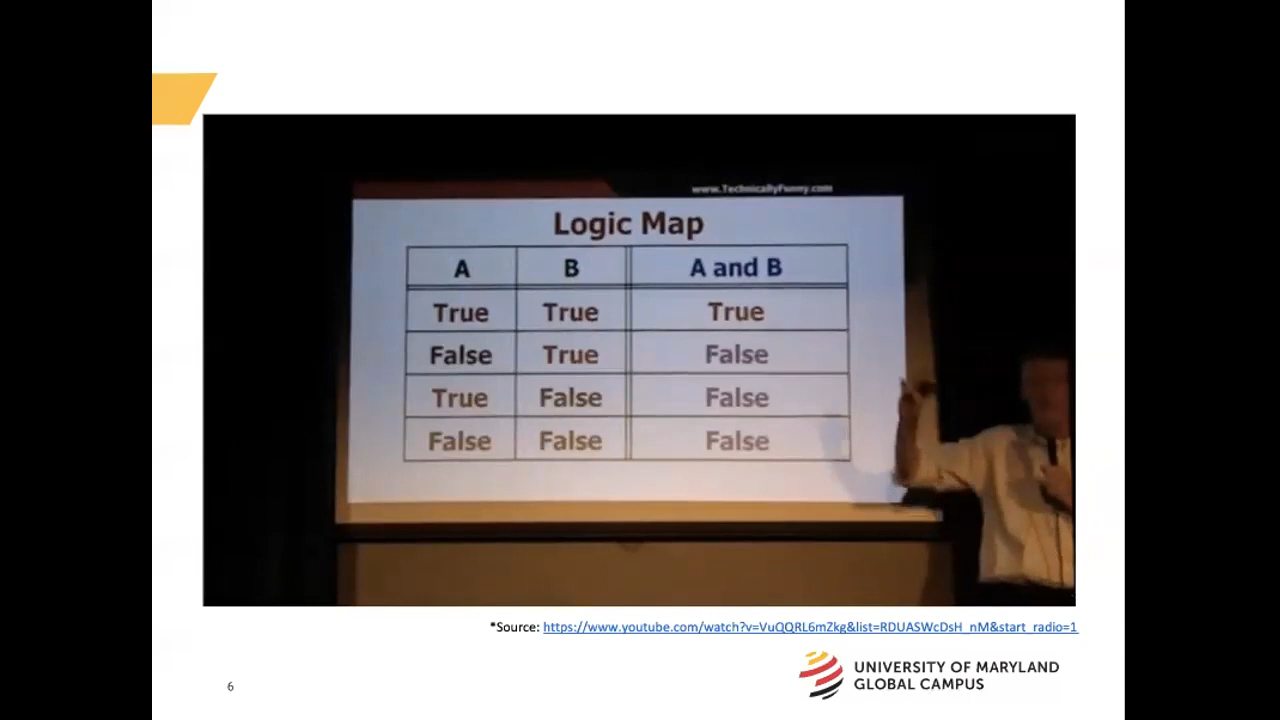 www.TechnicallyFunny.com
Logic Map
A B A and B
True True True
False True False
True False False
False False False
*Source: https://www.youtube.com/watch?v=VuQQRL6mZkg&list=RDUASWcDsH_nM&start_radio=1
6
UNIVERSITY OF MARYLAND
GLOBAL CAMPUS